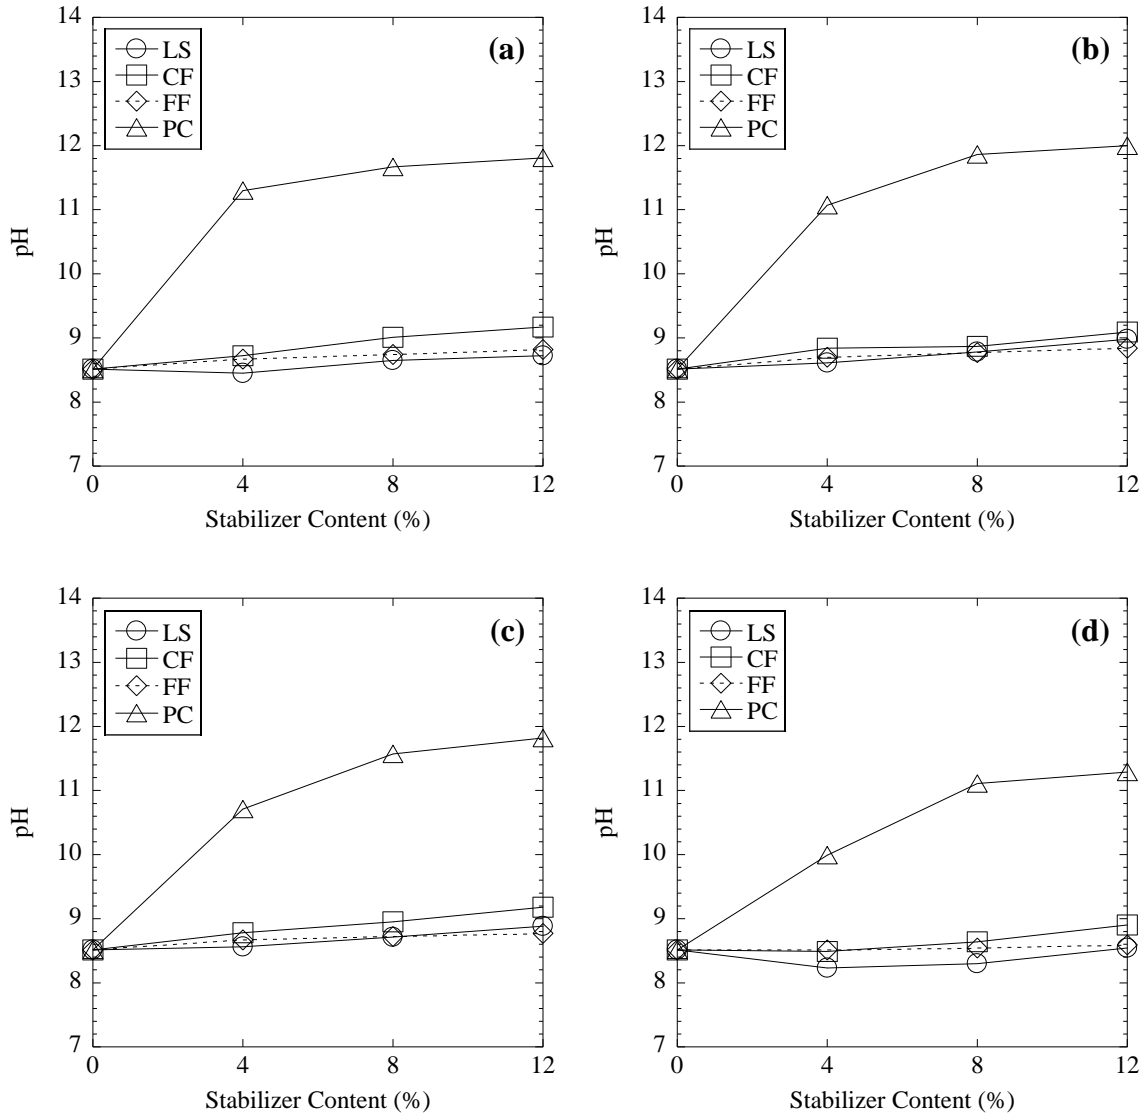 14
13
12
11
10
9
8
7
pH
LS
CF
FF
PC
(a)
0 4 8 12
Stabilizer Content (%)
14
13
12
11
10
9
8
7
pH
LS
CF
FF
PC
(b)
0 4 8 12
Stabilizer Content (%)
14
13
12
11
10
9
8
7
pH
LS
CF
FF
PC
(c)
0 4 8 12
Stabilizer Content (%)
14
13
12
11
10
9
8
7
pH
LS
CF
FF
PC
(d)
0 4 8 12
Stabilizer Content (%)